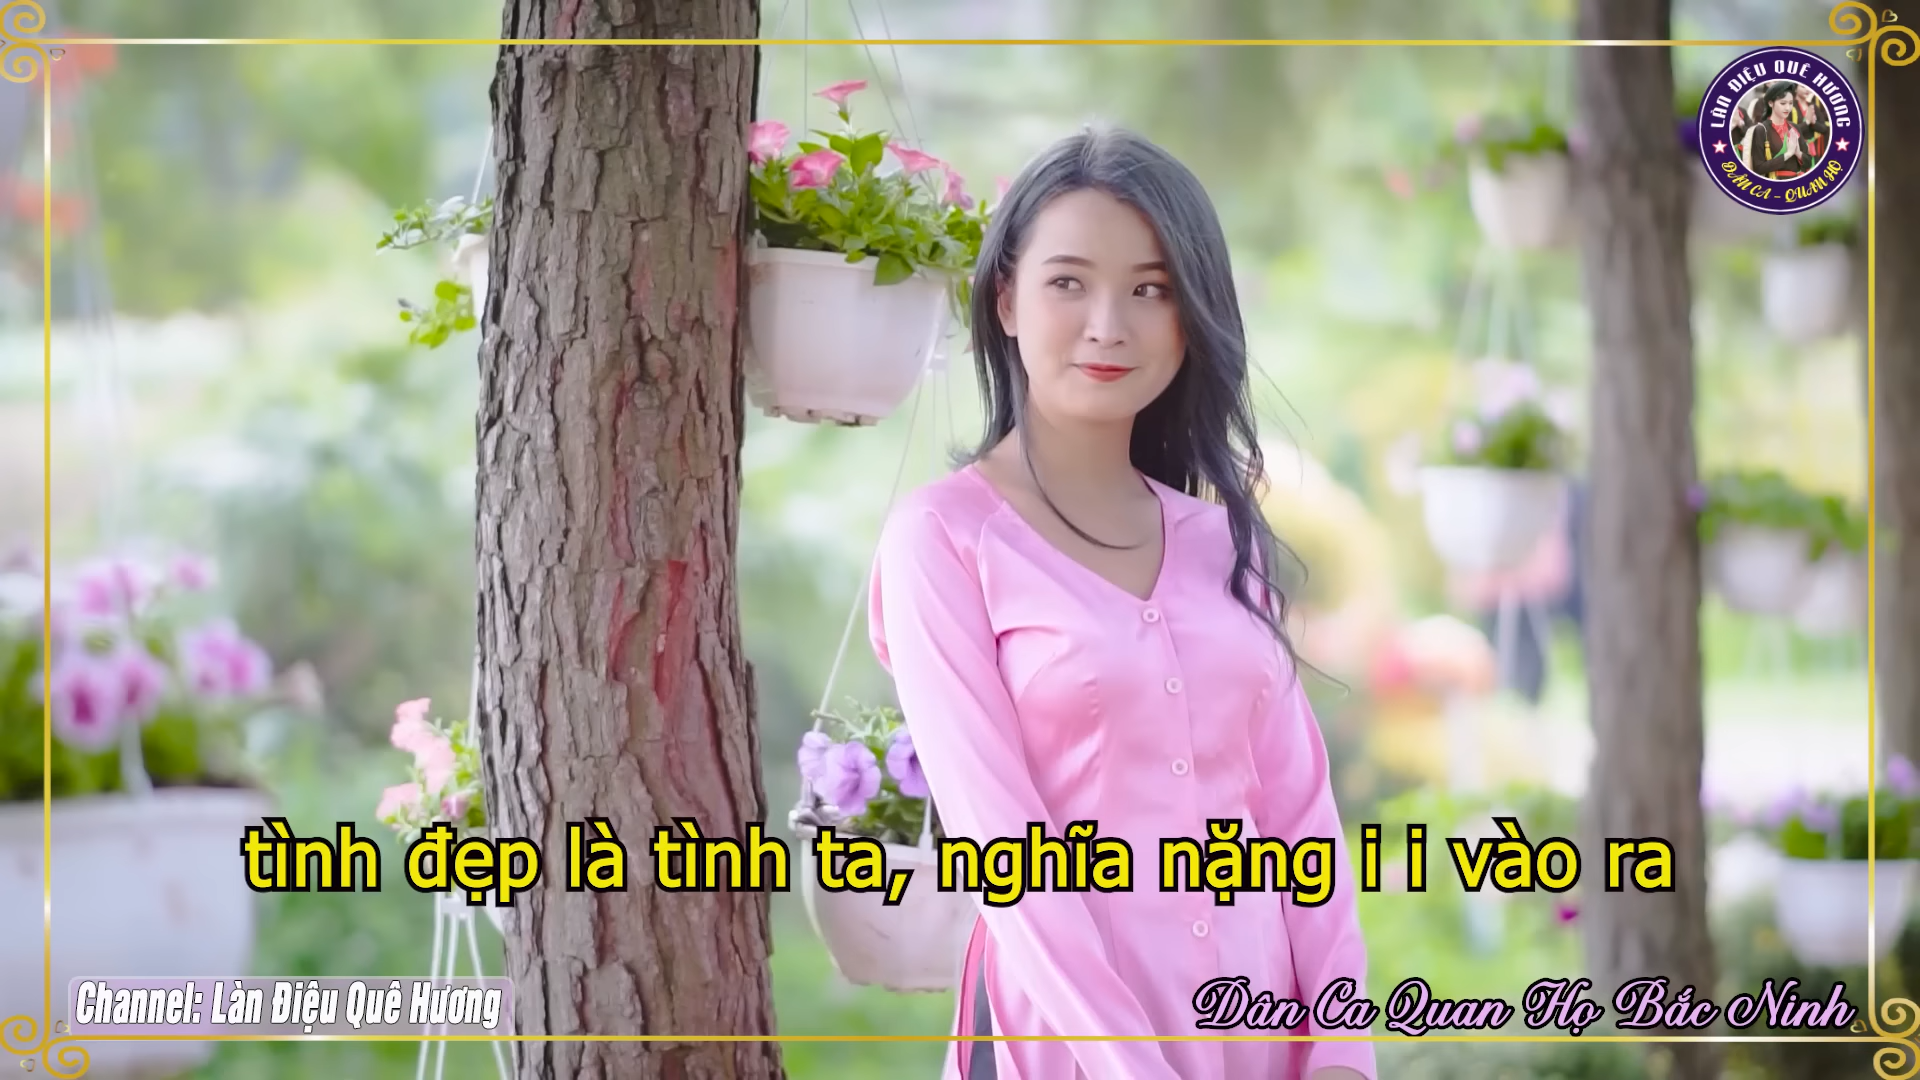 LÀN ĐIỆU QUÊ HƯƠNG
DÂN CA - QUAN HỌ
tình đẹp là tình ta, nghĩa nặng i i vào ra
Channel: Làn Điệu Quê Hương
Dân Ca Quan Họ Bắc Ninh